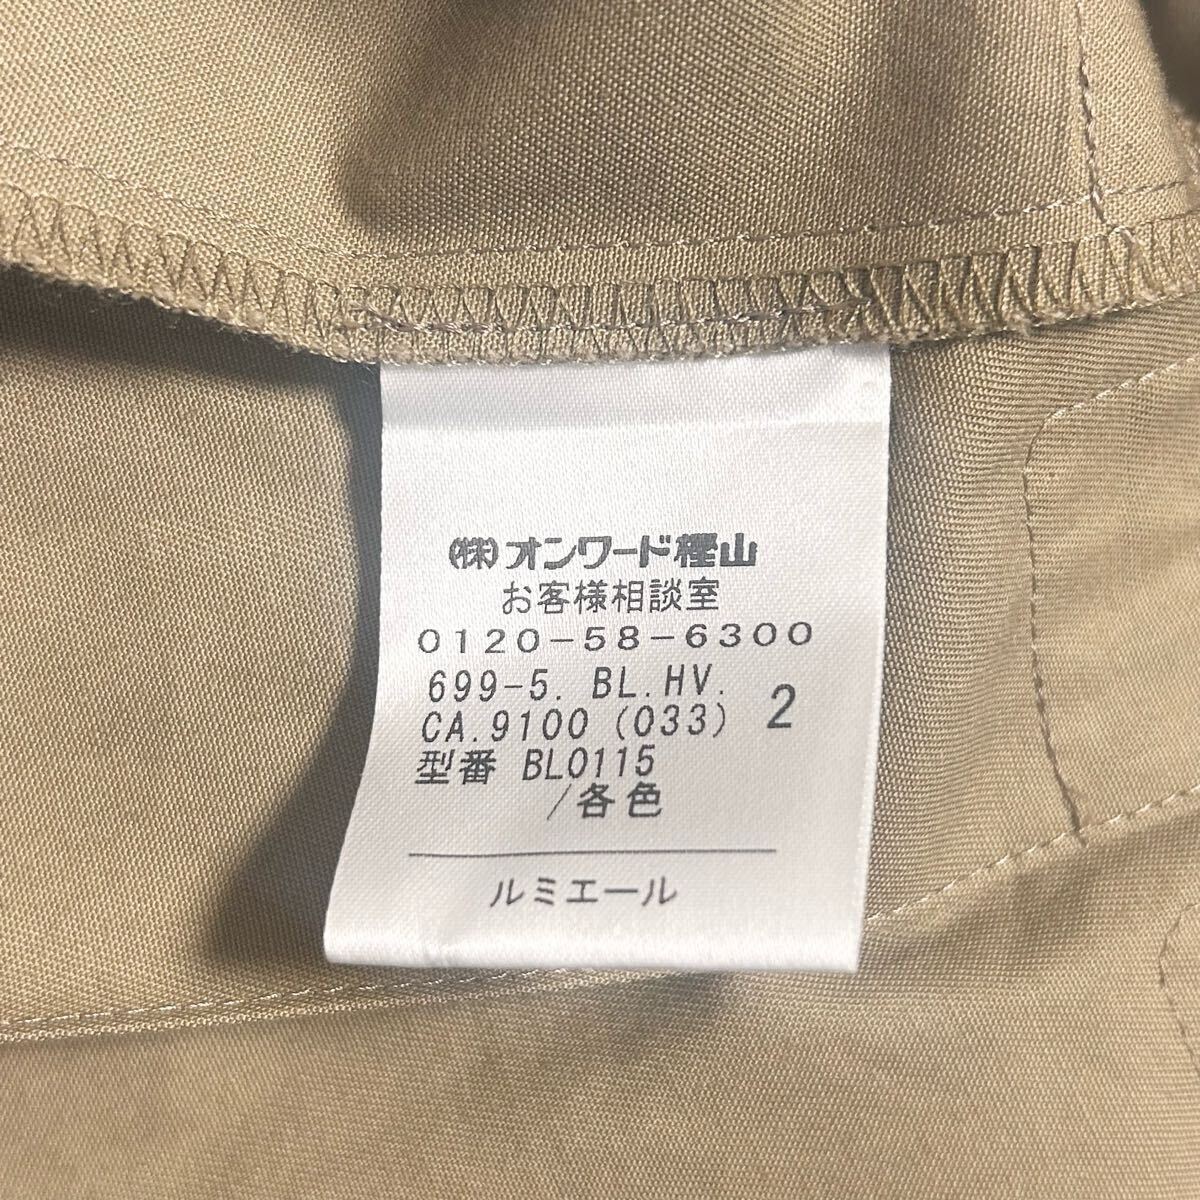 (株)オンワード樫山
お客様相談室
0120-58-6300
699-5. BL.HV.
CA.9100 (033) 2
型番 BL0115
/各色
ルミエール